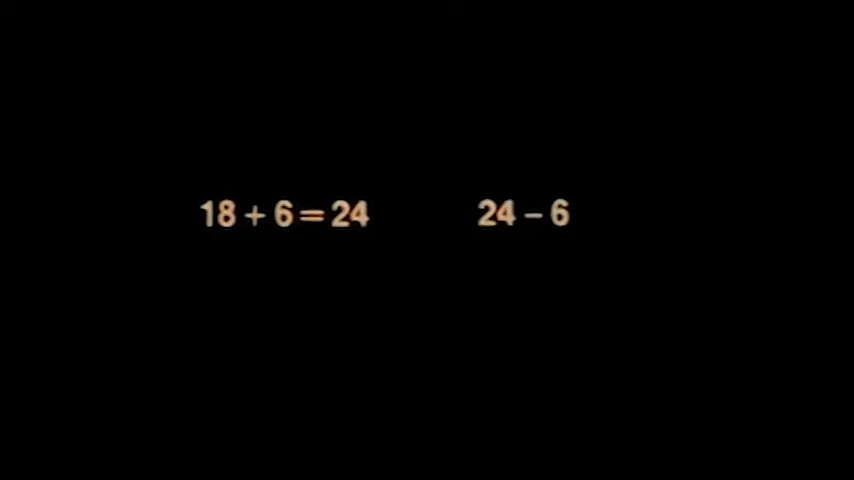 18 + 6 = 24 24 – 6